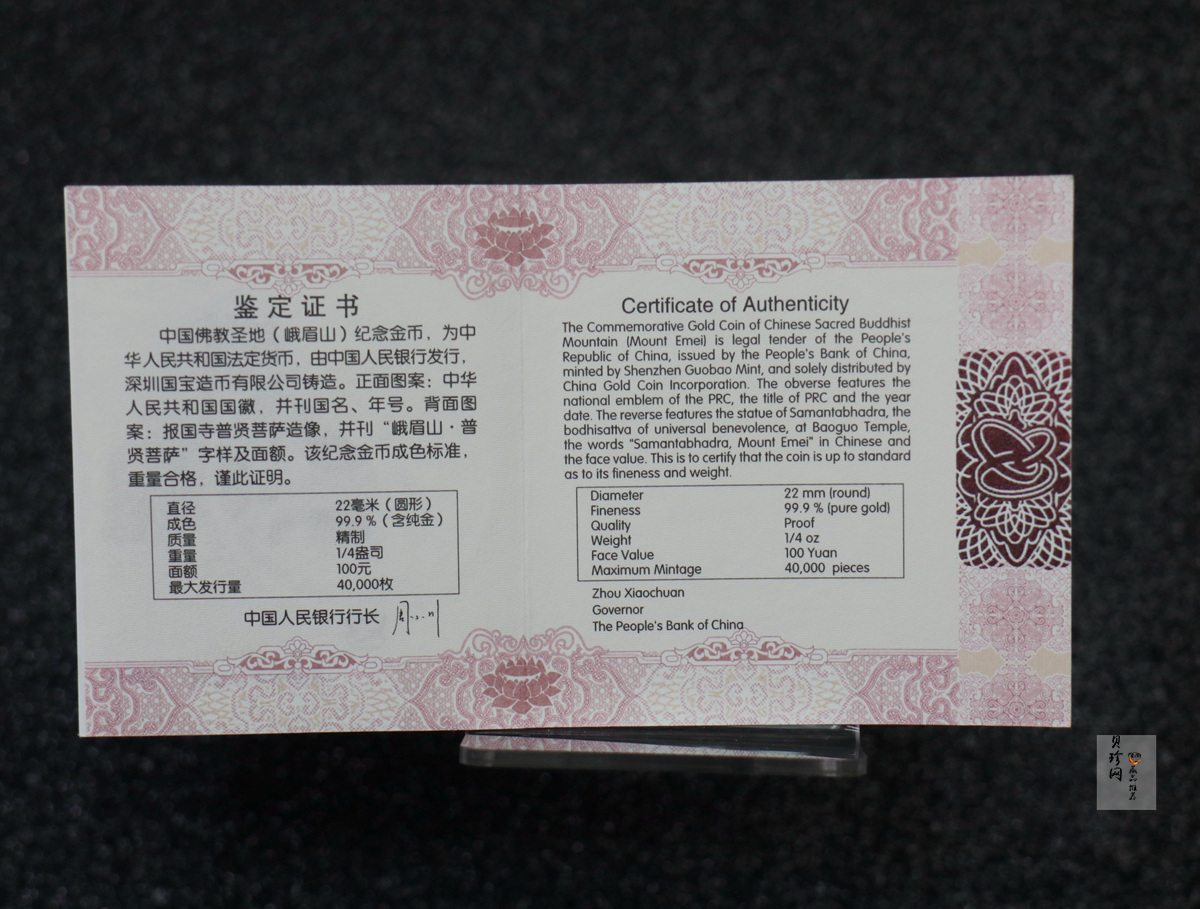 鉴定证书
中国佛教圣地（峨眉山）纪念金币，为中
华人民共和国法定货币，由中国人民银行发行，
深圳国宝造币有限公司铸造。正面图案：中华
人民共和国国徽，并刊国名、年号。背面图
案：报国寺普贤菩萨造像，并刊“峨眉山·普
贤菩萨”字样及面额。该纪念金币成色标准，
重量合格，谨此证明。
直径 22毫米（圆形）
成色 99.9％（含纯金）
质量 精制
重量 1/4盎司
面额 100元
最大发行量 40,000枚
中国人民银行行长
Certificate of Authenticity
The Commemorative Gold Coin of Chinese Sacred Buddhist
Mountain (Mount Emei) is legal tender of the People's
Republic of China, issued by the People's Bank of China,
minted by Shenzhen Guobao Mint, and solely distributed by
China Gold Coin Incorporation. The obverse features the
national emblem of the PRC, the title of PRC and the year
date. The reverse features the statue of Samantabhadra, the
bodhisattva of universal benevolence, at Baoguo Temple,
the words "Samantabhadra, Mount Emei" in Chinese and
the face value. This is to certify that the coin is up to standard
as to its fineness and weight.
Diameter 22 mm (round)
Fineness 99.9 % (pure gold)
Quality Proof
Weight 1/4 oz
Face Value 100 Yuan
Maximum Mintage 40,000 pieces
Zhou Xiaochuan
Governor
The People's Bank of China
贝珍网